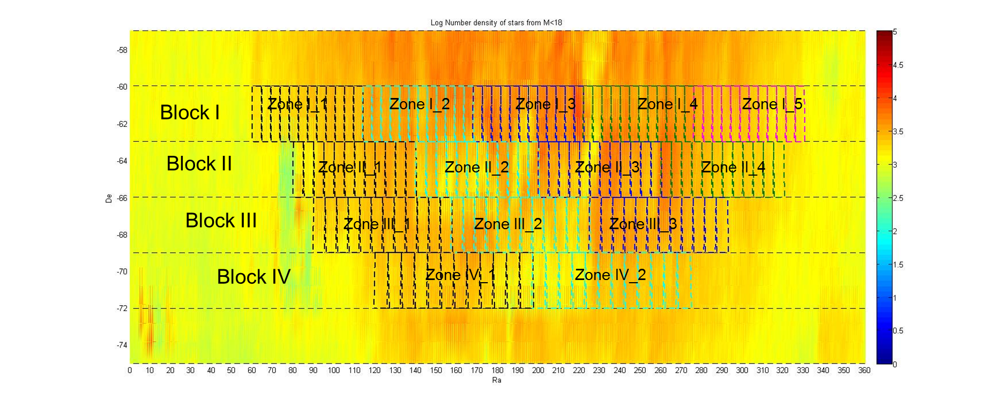 Log Number density of stars from M<18
-58
-60
-62
-64
-66
-68
-70
-72
-74
De
Block I
Zone I_1
Zone I_2
Zone I_3
Zone I_4
Zone I_5
Block II
Zone II_1
Zone II_2
Zone II_3
Zone II_4
Block III
Zone III_1
Zone III_2
Zone III_3
Block IV
Zone IV_1
Zone IV_2
0 10 20 30 40 50 60 70 80 90 100 110 120 130 140 150 160 170 180 190 200 210 220 230 240 250 260 270 280 290 300 310 320 330 340 350 360
Ra
5
4.5
4
3.5
3
2.5
2
1.5
1
0.5
0